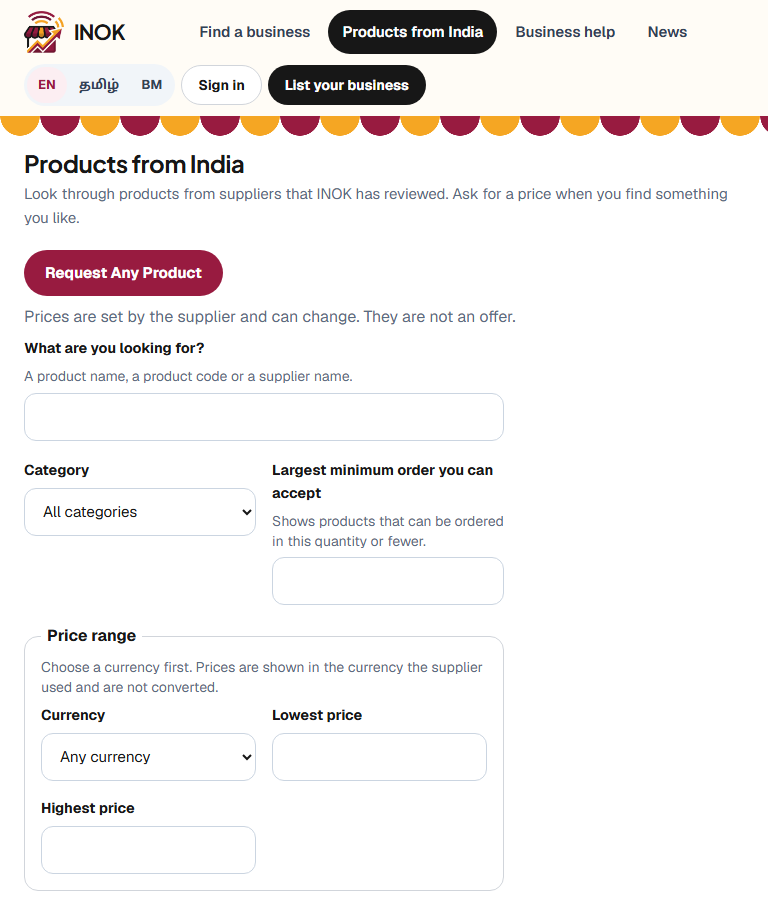 INOK
Find a business
Products from India
Business help
News
EN
தமிழ்
BM
Sign in
List your business
Products from India
Look through products from suppliers that INOK has reviewed. Ask for a price when you find something
you like.
Request Any Product
Prices are set by the supplier and can change. They are not an offer.
What are you looking for?
A product name, a product code or a supplier name.
Category
All categories
Largest minimum order you can
accept
Shows products that can be ordered
in this quantity or fewer.
Price range
Choose a currency first. Prices are shown in the currency the supplier
used and are not converted.
Currency
Any currency
Lowest price
Highest price